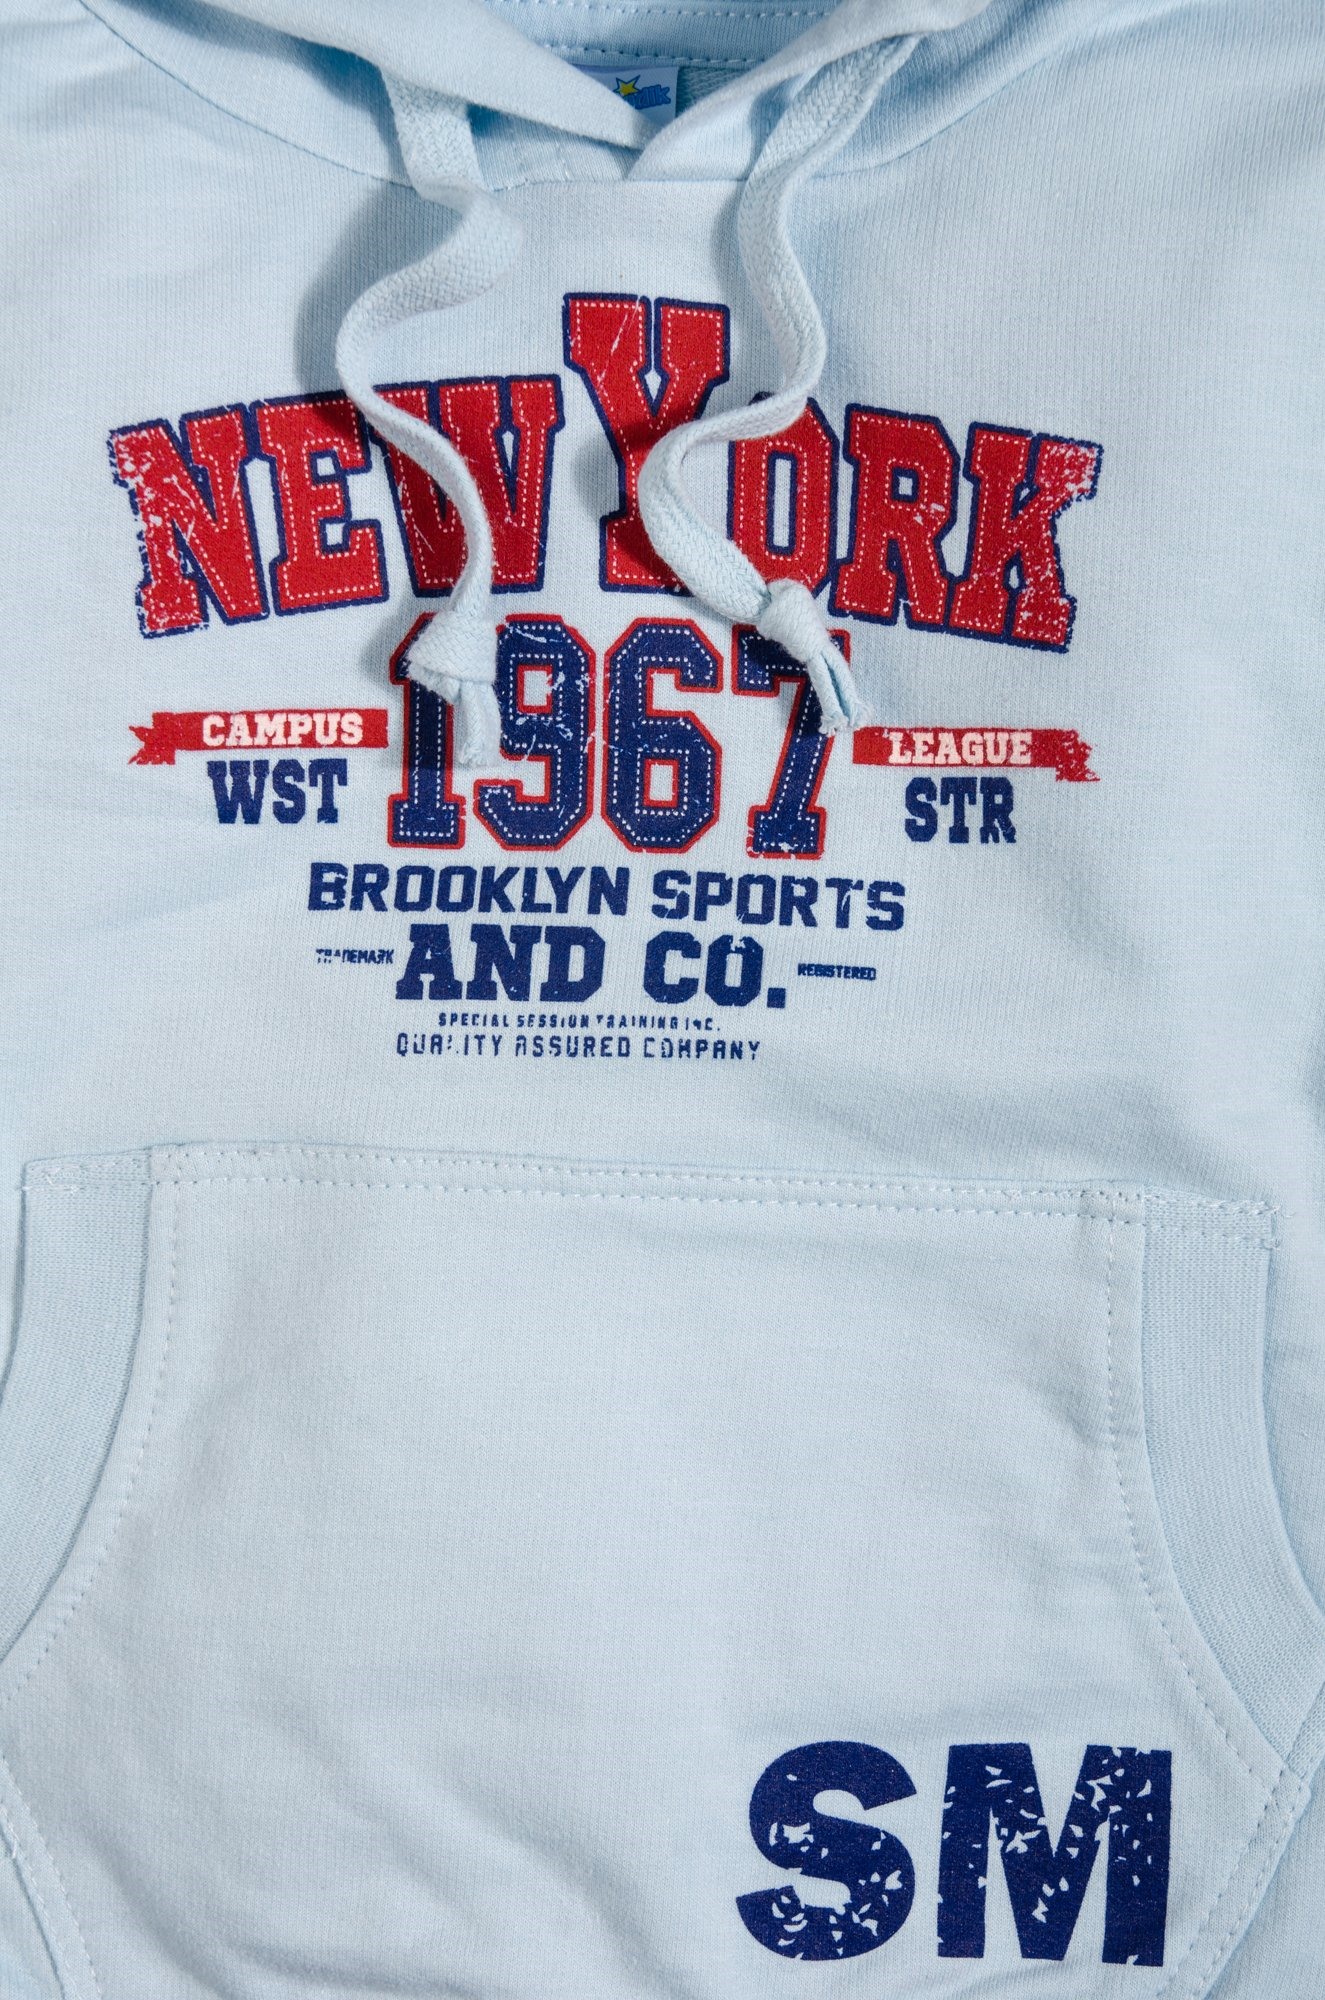 NEW YORK
1967
CAMPUS
LEAGUE
WST
STR
BROOKLYN SPORTS
TRADEMARK AND CO. REGISTERED
SPECIAL SESSION TRAINING INC.
QUALITY ASSURED COMPANY
SM